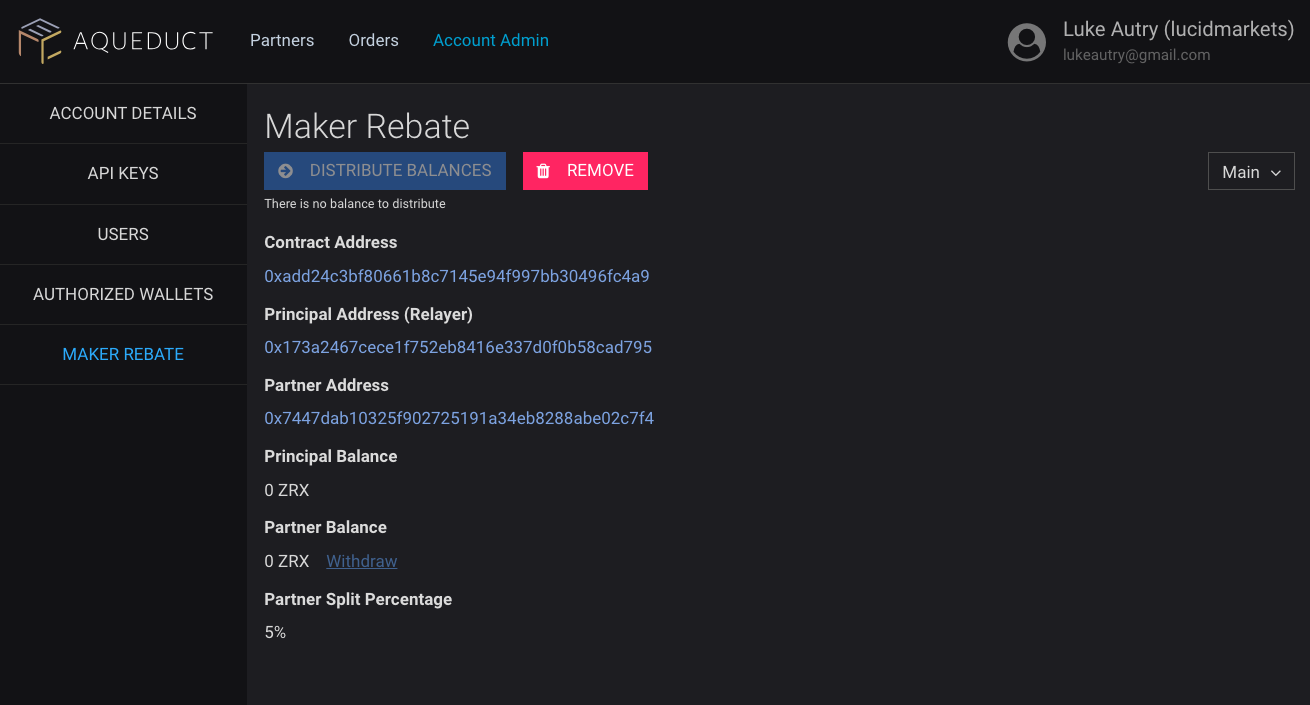 AQUEDUCT
Partners
Orders
Account Admin
Luke Autry (lucidmarkets)
lukeautry@gmail.com
ACCOUNT DETAILS
API KEYS
USERS
AUTHORIZED WALLETS
MAKER REBATE
Maker Rebate
DISTRIBUTE BALANCES
REMOVE
Main
There is no balance to distribute
Contract Address
0xadd24c3bf80661b8c7145e94f997bb30496fc4a9
Principal Address (Relayer)
0x173a2467cece1f752eb8416e337d0f0b58cad795
Partner Address
0x7447dab10325f902725191a34eb8288abe02c7f4
Principal Balance
0 ZRX
Partner Balance
0 ZRX Withdraw
Partner Split Percentage
5%